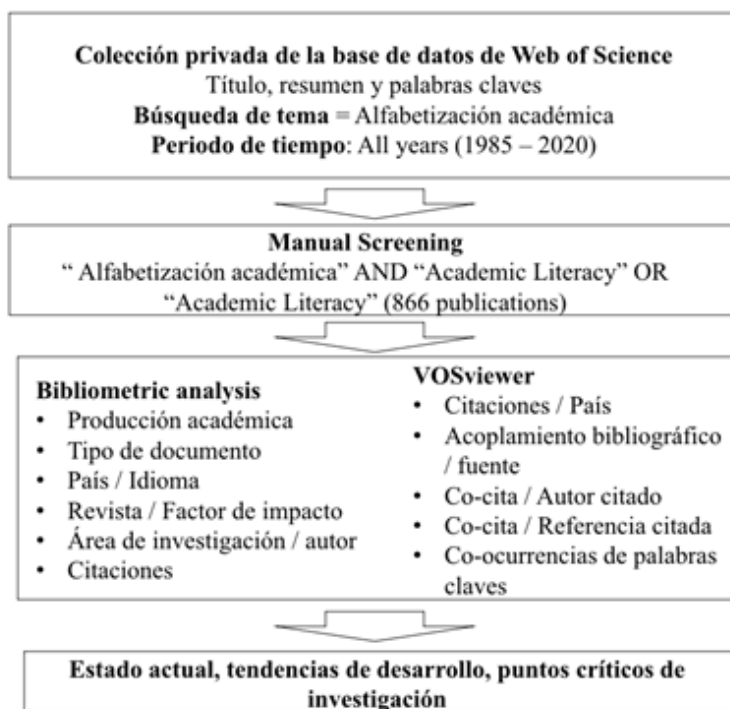 Colección privada de la base de datos de Web of Science
Título, resumen y palabras claves
Búsqueda de tema = Alfabetización académica
Periodo de tiempo: All years (1985 – 2020)
Manual Screening
“ Alfabetización académica” AND “Academic Literacy” OR
“Academic Literacy” (866 publications)
Bibliometric analysis
• Producción académica
• Tipo de documento
• País / Idioma
• Revista / Factor de impacto
• Área de investigación / autor
• Citaciones
VOSviewer
• Citaciones / País
• Acoplamiento bibliográfico
/ fuente
• Co-cita / Autor citado
• Co-cita / Referencia citada
• Co-ocurrencias de palabras
claves
Estado actual, tendencias de desarrollo, puntos críticos de
investigación